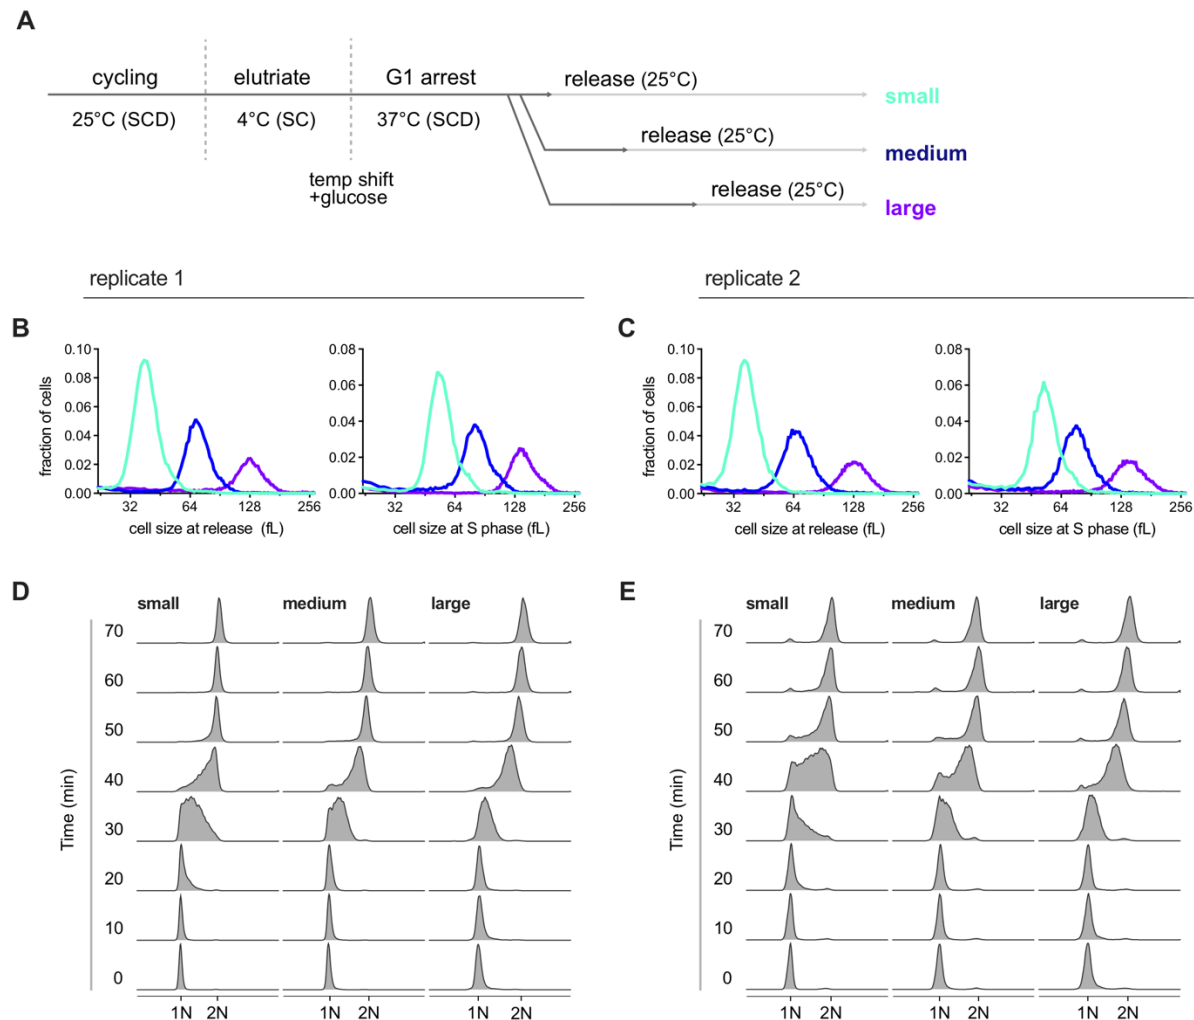 A
cycling
elutriate
G1 arrest
release (25°C)
small
25°C (SCD)
4°C (SC)
37°C (SCD)
release (25°C)
medium
temp shift
+glucose
release (25°C)
large
replicate 1
replicate 2
B
fraction of cells
0.10
0.08
0.06
0.04
0.02
0.00
32
64
128
256
cell size at release (fL)
0.08
0.06
0.04
0.02
0.00
32
64
128
256
cell size at S phase (fL)
C
fraction of cells
0.10
0.08
0.06
0.04
0.02
0.00
32
64
128
256
cell size at release (fL)
0.08
0.06
0.04
0.02
0.00
32
64
128
256
cell size at S phase (fL)
D
small
medium
large
Time (min)
70
60
50
40
30
20
10
0
1N 2N
1N 2N
1N 2N
E
small
medium
large
Time (min)
70
60
50
40
30
20
10
0
1N 2N
1N 2N
1N 2N